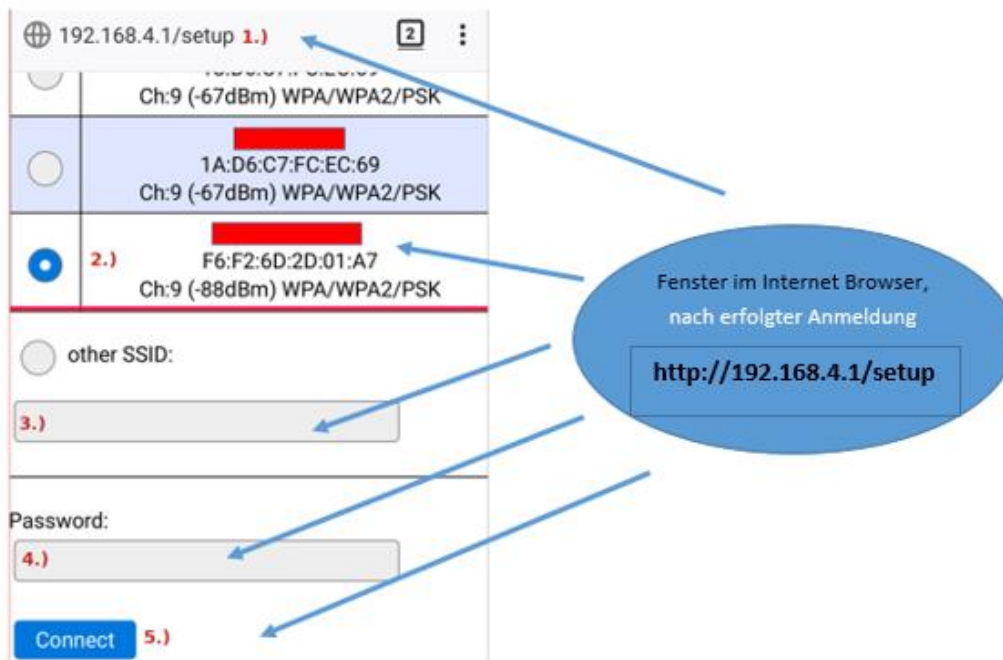 192.168.4.1/setup 1.) 2
Ch:9 (-67dBm) WPA/WPA2/PSK
1A:D6:C7:FC:EC:69
Ch:9 (-67dBm) WPA/WPA2/PSK
2.) F6:F2:6D:2D:01:A7
Ch:9 (-88dBm) WPA/WPA2/PSK
other SSID:
3.)
Password:
4.)
Connect 5.)
Fenster im Internet Browser,
nach erfolgter Anmeldung
http://192.168.4.1/setup